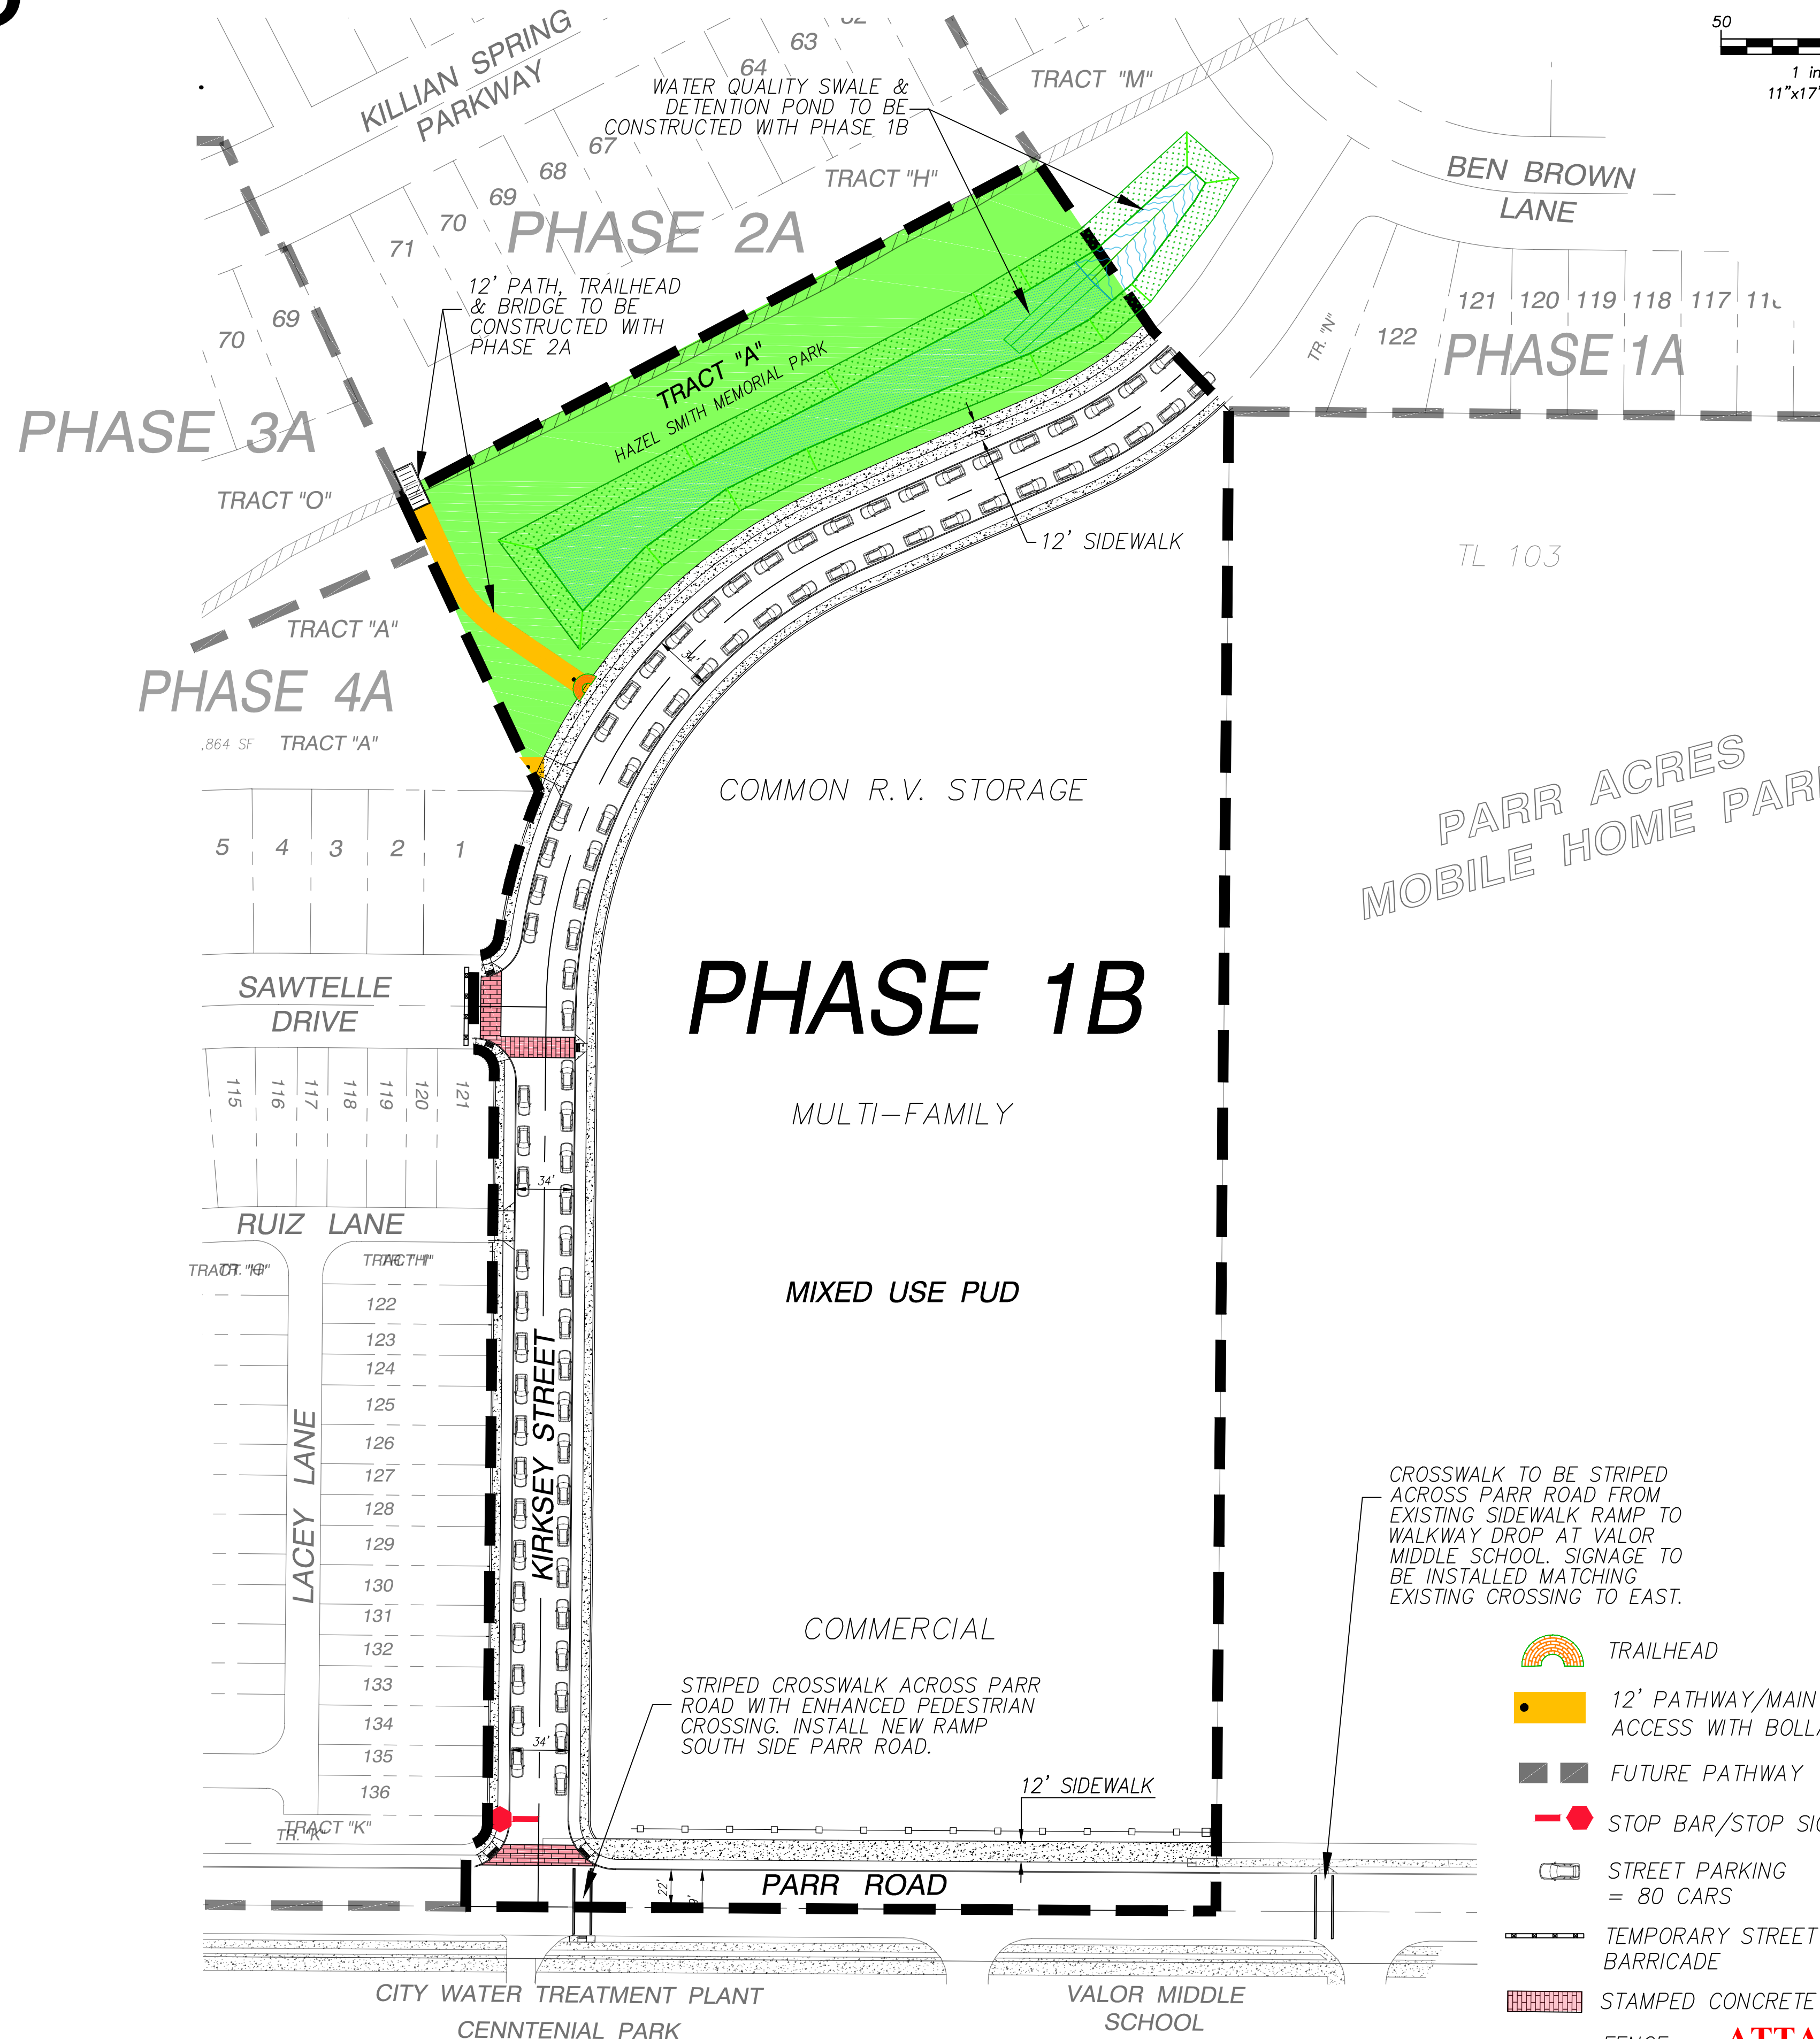 50
1 in
11"x17"
KILLIAN SPRING
PARKWAY
63
64
WATER QUALITY SWALE &
DETENTION POND TO BE
CONSTRUCTED WITH PHASE 1B
67
68
69
70
71
TRACT "M"
TRACT "H"
BEN BROWN
LANE
PHASE 2A
12' PATH, TRAILHEAD
& BRIDGE TO BE
CONSTRUCTED WITH
PHASE 2A
69
70
121
120
119
118
117
122
TR. "N"
PHASE 1A
TRACT "A"
HAZEL SMITH MEMORIAL PARK
PHASE 3A
TRACT "O"
12' SIDEWALK
TL 103
TRACT "A"
34'
PHASE 4A
,864 SF
TRACT "A"
COMMON R.V. STORAGE
PARR ACRES
MOBILE HOME PARK
5
4
3
2
1
SAWTELLE
DRIVE
PHASE 1B
115
116
117
118
119
120
121
MULTI-FAMILY
34'
RUIZ LANE
TRACT "I"
TRACT "H"
MIXED USE PUD
122
123
124
125
126
127
128
129
130
131
132
133
134
135
136
LACEY LANE
KIRKSEY STREET
CROSSWALK TO BE STRIPED
ACROSS PARR ROAD FROM
EXISTING SIDEWALK RAMP TO
WALKWAY DROP AT VALOR
MIDDLE SCHOOL. SIGNAGE TO
BE INSTALLED MATCHING
EXISTING CROSSING TO EAST.
COMMERCIAL
STRIPED CROSSWALK ACROSS PARR
ROAD WITH ENHANCED PEDESTRIAN
CROSSING. INSTALL NEW RAMP
SOUTH SIDE PARR ROAD.
34'
12' SIDEWALK
TRACT "K"
TR. "K"
22'
9'
PARR ROAD
CITY WATER TREATMENT PLANT
CENNTENIAL PARK
VALOR MIDDLE
SCHOOL
TRAILHEAD
12' PATHWAY/MAIN
ACCESS WITH BOLLA
FUTURE PATHWAY
STOP BAR/STOP SIG
STREET PARKING
= 80 CARS
TEMPORARY STREET
BARRICADE
STAMPED CONCRETE
FENCE
ATTA